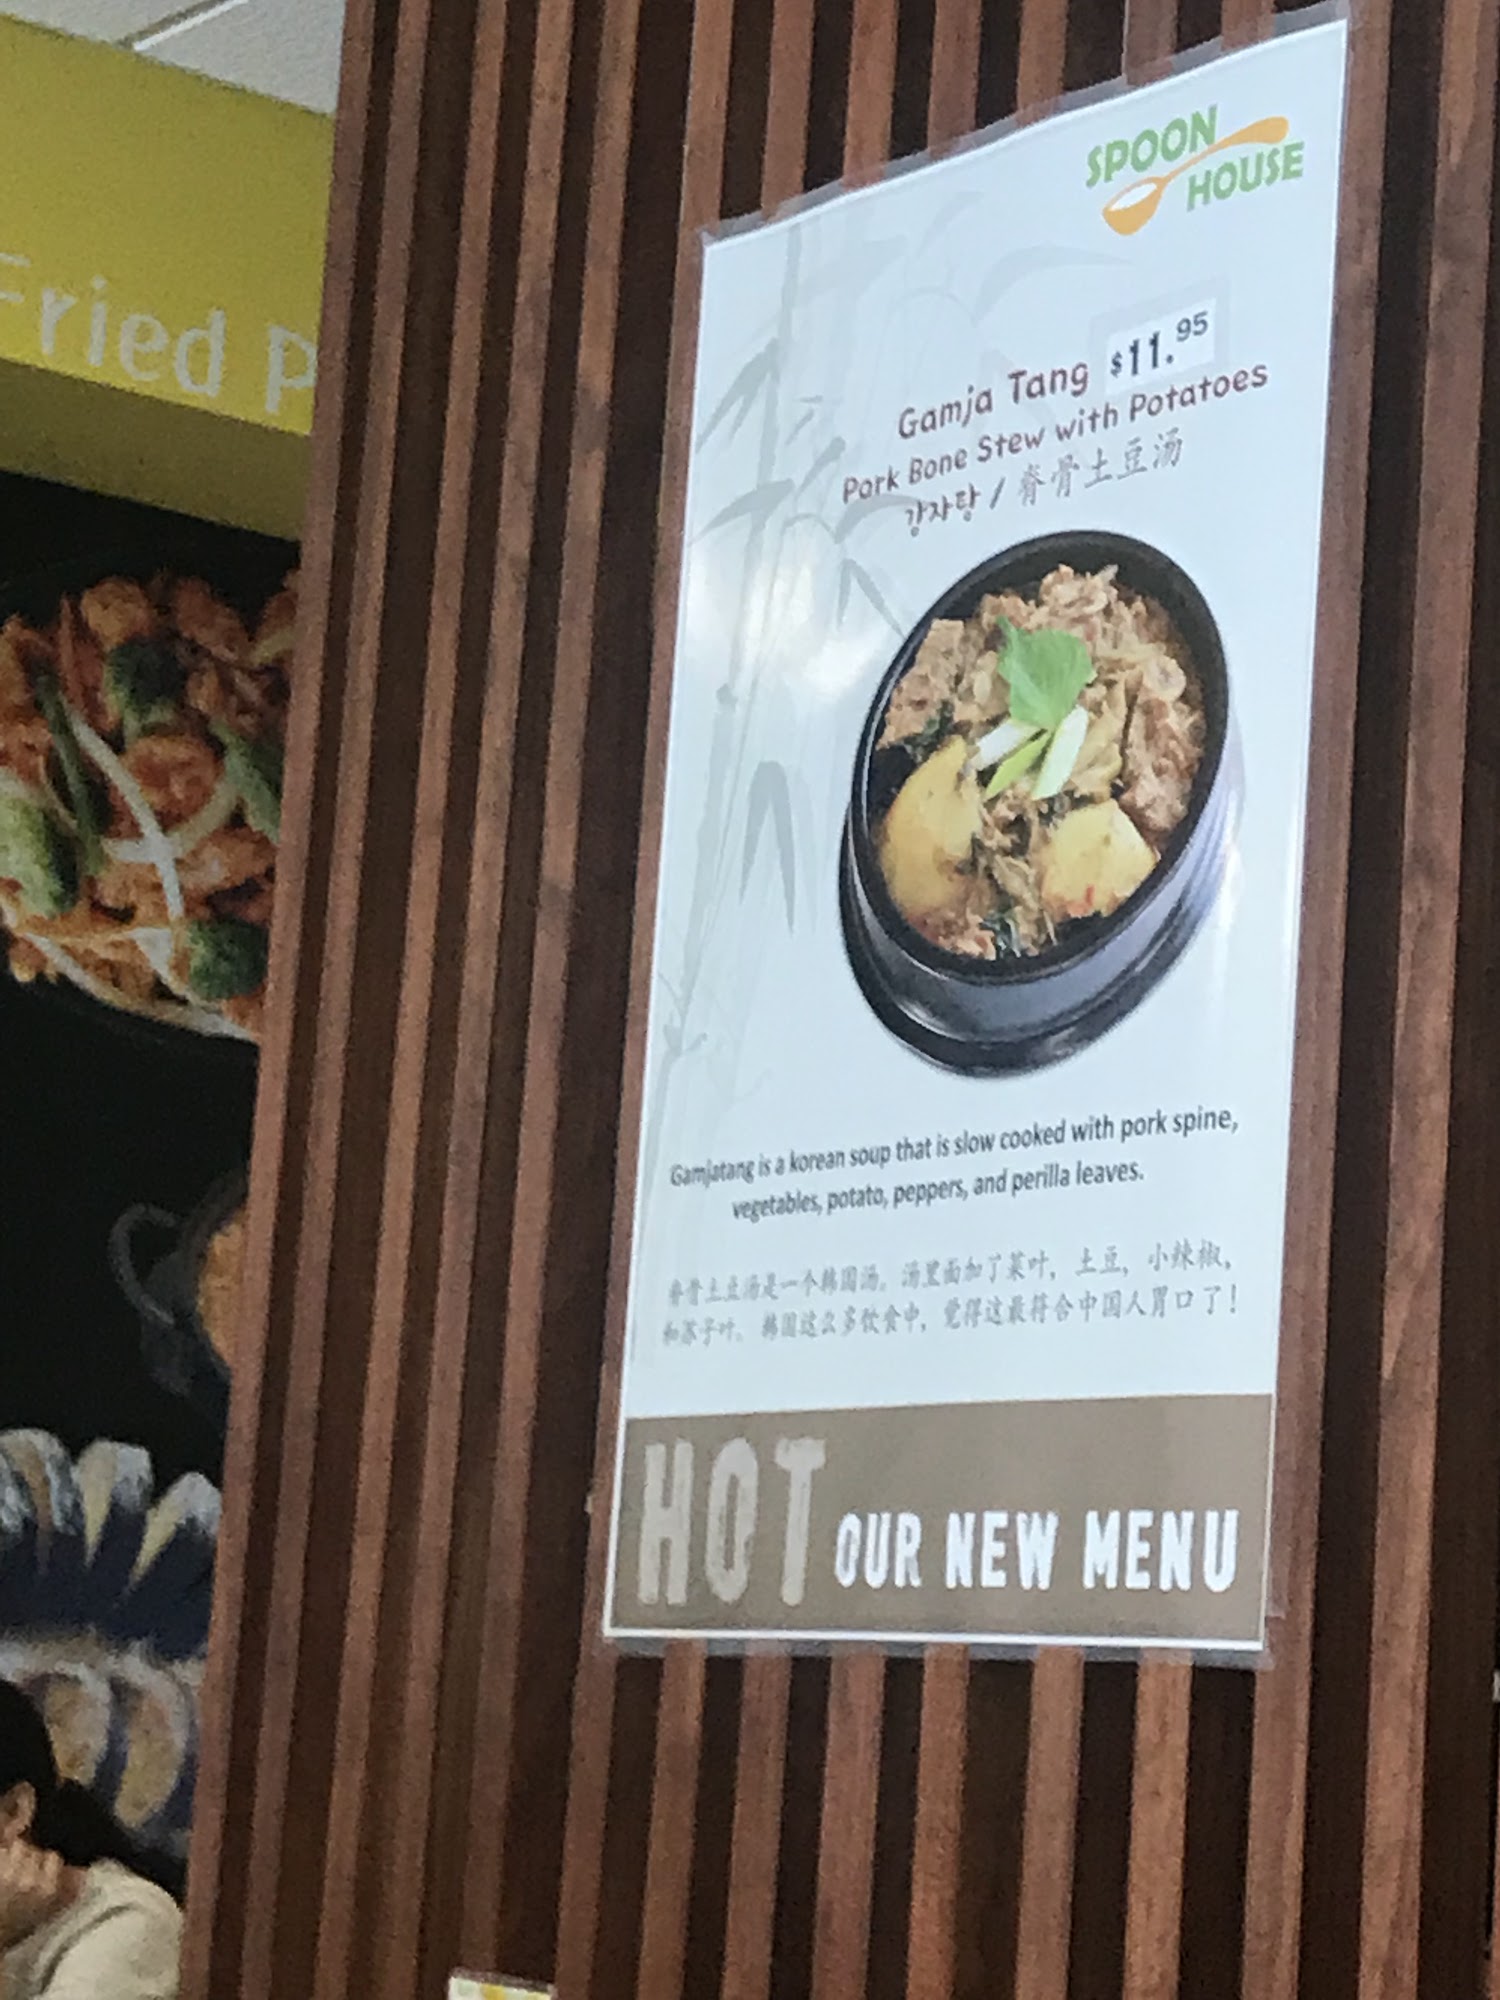 Fried P
SPOON
HOUSE
Gamja Tang $11.95
Pork Bone Stew with Potatoes
감자탕 / 脊骨土豆汤
Gamjatang is a korean soup that is slow cooked with pork spine,
vegetables, potato, peppers, and perilla leaves.
脊骨土豆汤是一个韩国汤。汤里面加了菜叶，土豆，小辣椒，
和苏子叶。韩国这么多饮食中，觉得这最符合中国人胃口了！
HOT OUR NEW MENU